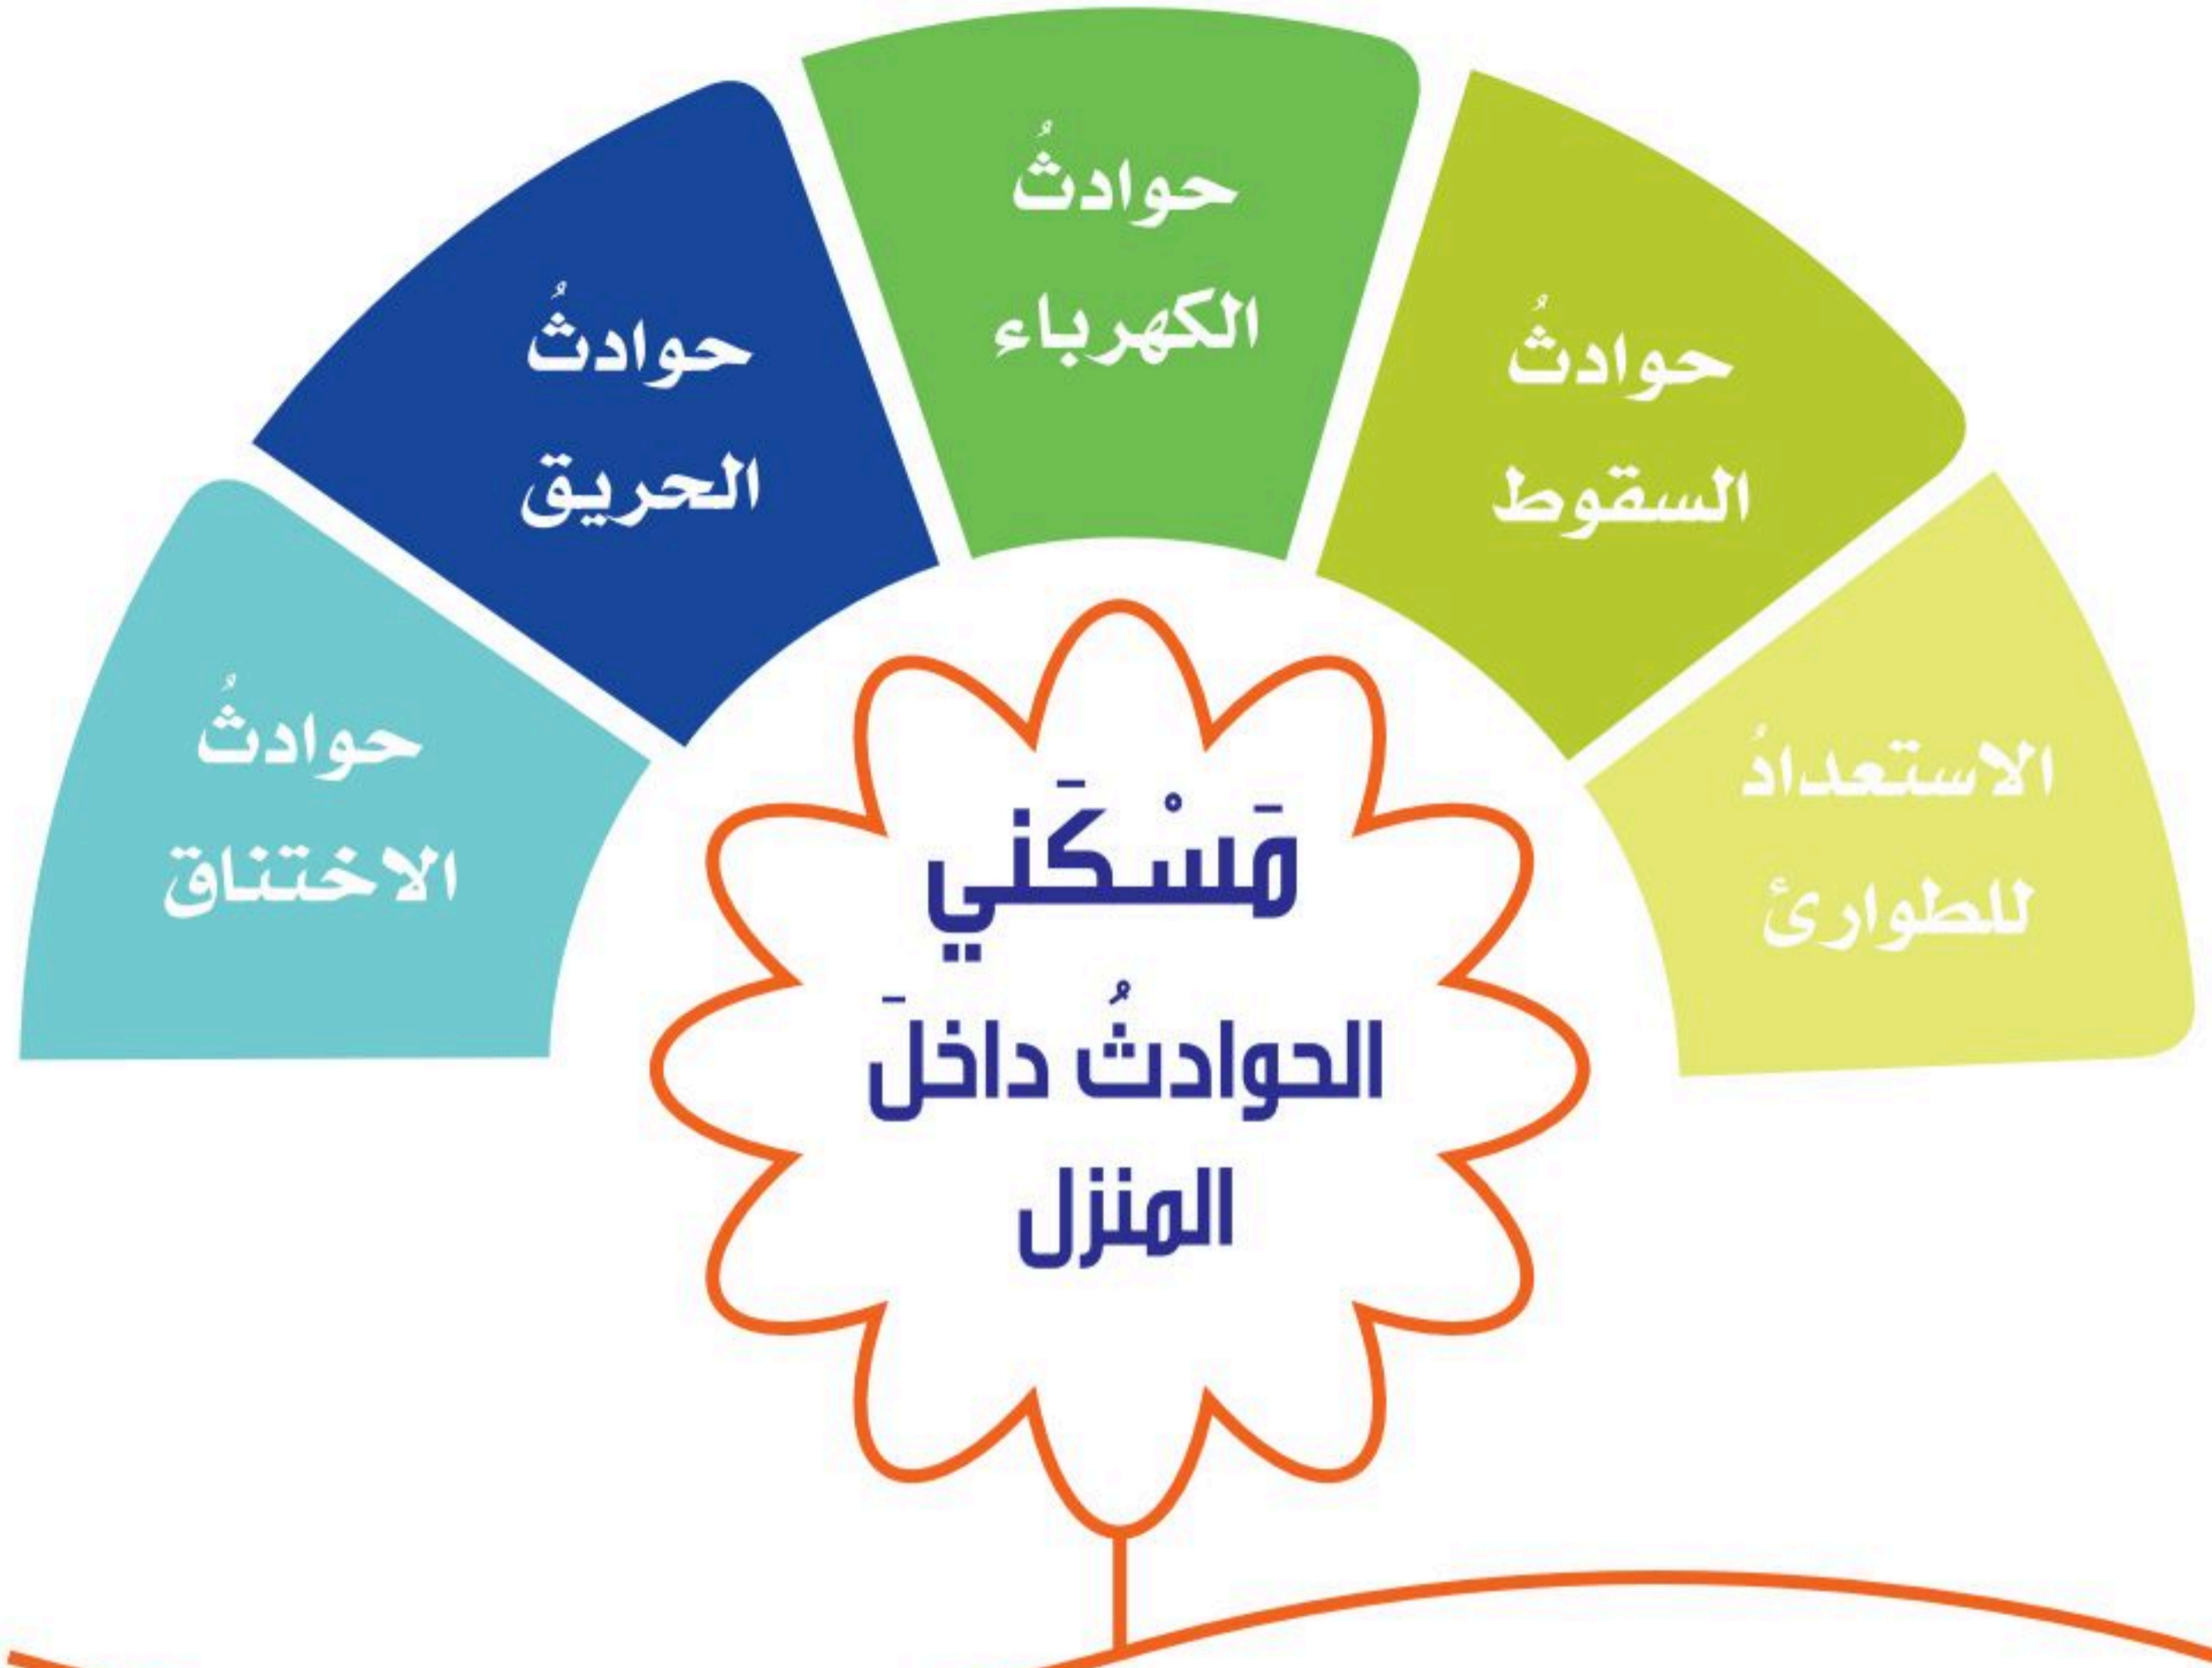 مَسْكَني
الحوادثُ داخلَ
المنزل
الاستعدادُ
للطوارئ
حوادثُ
السقوط
حوادثُ
الكهرباء
حوادثُ
الحريق
حوادثُ
الاختناق